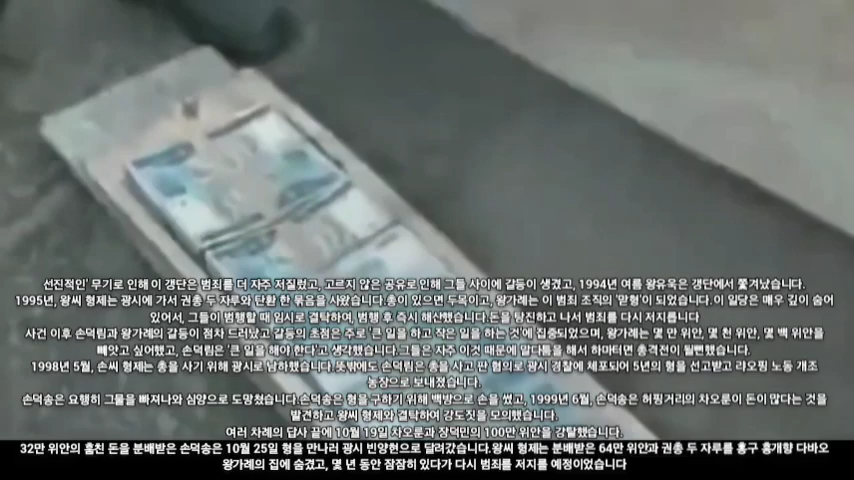 선진적인' 무기로 인해 이 갱단은 범죄를 더 자주 저질렀고, 고르지 않은 공유로 인해 그들 사이에 갈등이 생겼고, 1994년 여름 왕유욱은 갱단에서 쫓겨났습니다.
1995년, 왕씨 형제는 광시에 가서 권총 두 자루와 탄환 한 묶음을 사왔습니다.총이 있으면 두목이고, 왕가례는 이 범죄 조직의 '맏형'이 되었습니다.이 일당은 매우 깊이 숨어
있어서, 그들이 범행할 때 임시로 결탁하여, 범행 후 즉시 해산했습니다.돈을 탕진하고 나서 범죄를 다시 저지릅니다
사건 이후 손덕림과 왕가례의 갈등이 점차 드러났고 갈등의 초점은 주로 '큰 일을 하고 작은 일을 하는 것'에 집중되었으며, 왕가례는 몇 만 위안, 몇 천 위안, 몇 백 위안을
빼앗고 싶어했고, 손덕림은 '큰 일을 해야 한다'고 생각했습니다.그들은 자주 이것 때문에 말다툼을 해서 하마터면 총격전이 될뻔했습니다.
1998년 5월, 손씨 형제는 총을 사기 위해 광시로 남하했습니다.뜻밖에도 손덕림은 총을 사고 판 혐의로 광시 경찰에 체포되어 5년의 형을 선고받고 랴오핑 노동 개조
농장으로 보내졌습니다.
손덕송은 요행히 그물을 빠져나와 심양으로 도망쳤습니다.손덕송은 형을 구하기 위해 백방으로 손을 썼고, 1999년 6월, 손덕송은 허핑거리의 차오룬이 돈이 많다는 것을
발견하고 왕씨 형제와 결탁하여 강도짓을 모의했습니다.
여러 차례의 답사 끝에 10월 19일 차오룬과 장덕민의 100만 위안을 강탈했습니다.
32만 위안의 훔친 돈을 분배받은 손덕송은 10월 25일 형을 만나러 광시 빈양현으로 달려갔습니다.왕씨 형제는 분배받은 64만 위안과 권총 두 자루를 훙구 훙개향 다바오
왕가례의 집에 숨겼고, 몇 년 동안 잠잠히 있다가 다시 범죄를 저지를 예정이었습니다